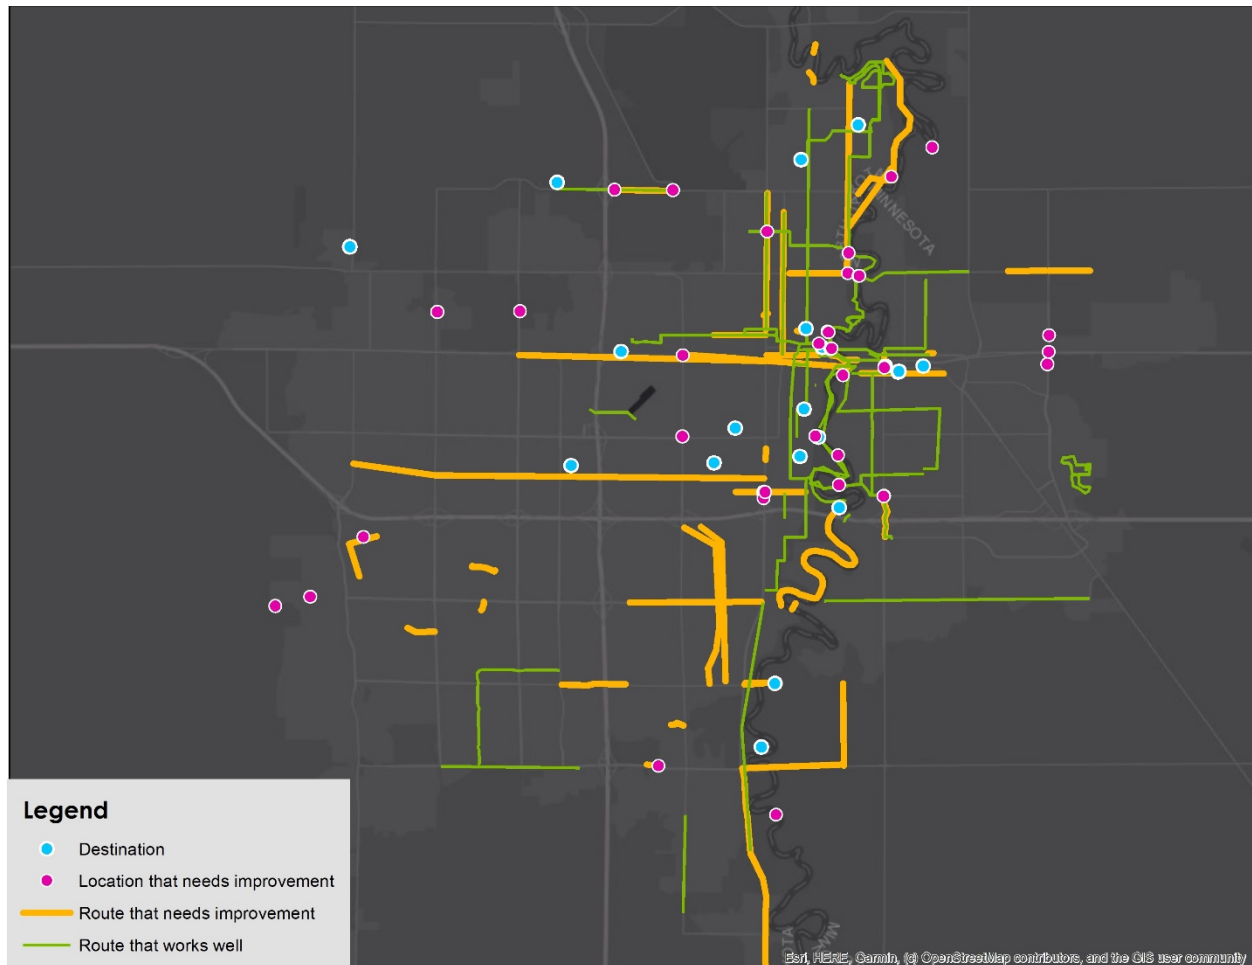 MINNESOTA
Legend
Destination
Location that needs improvement
Route that needs improvement
Route that works well
Esri, HERE, Garmin, (c) OpenStreetMap contributors, and the GIS user community